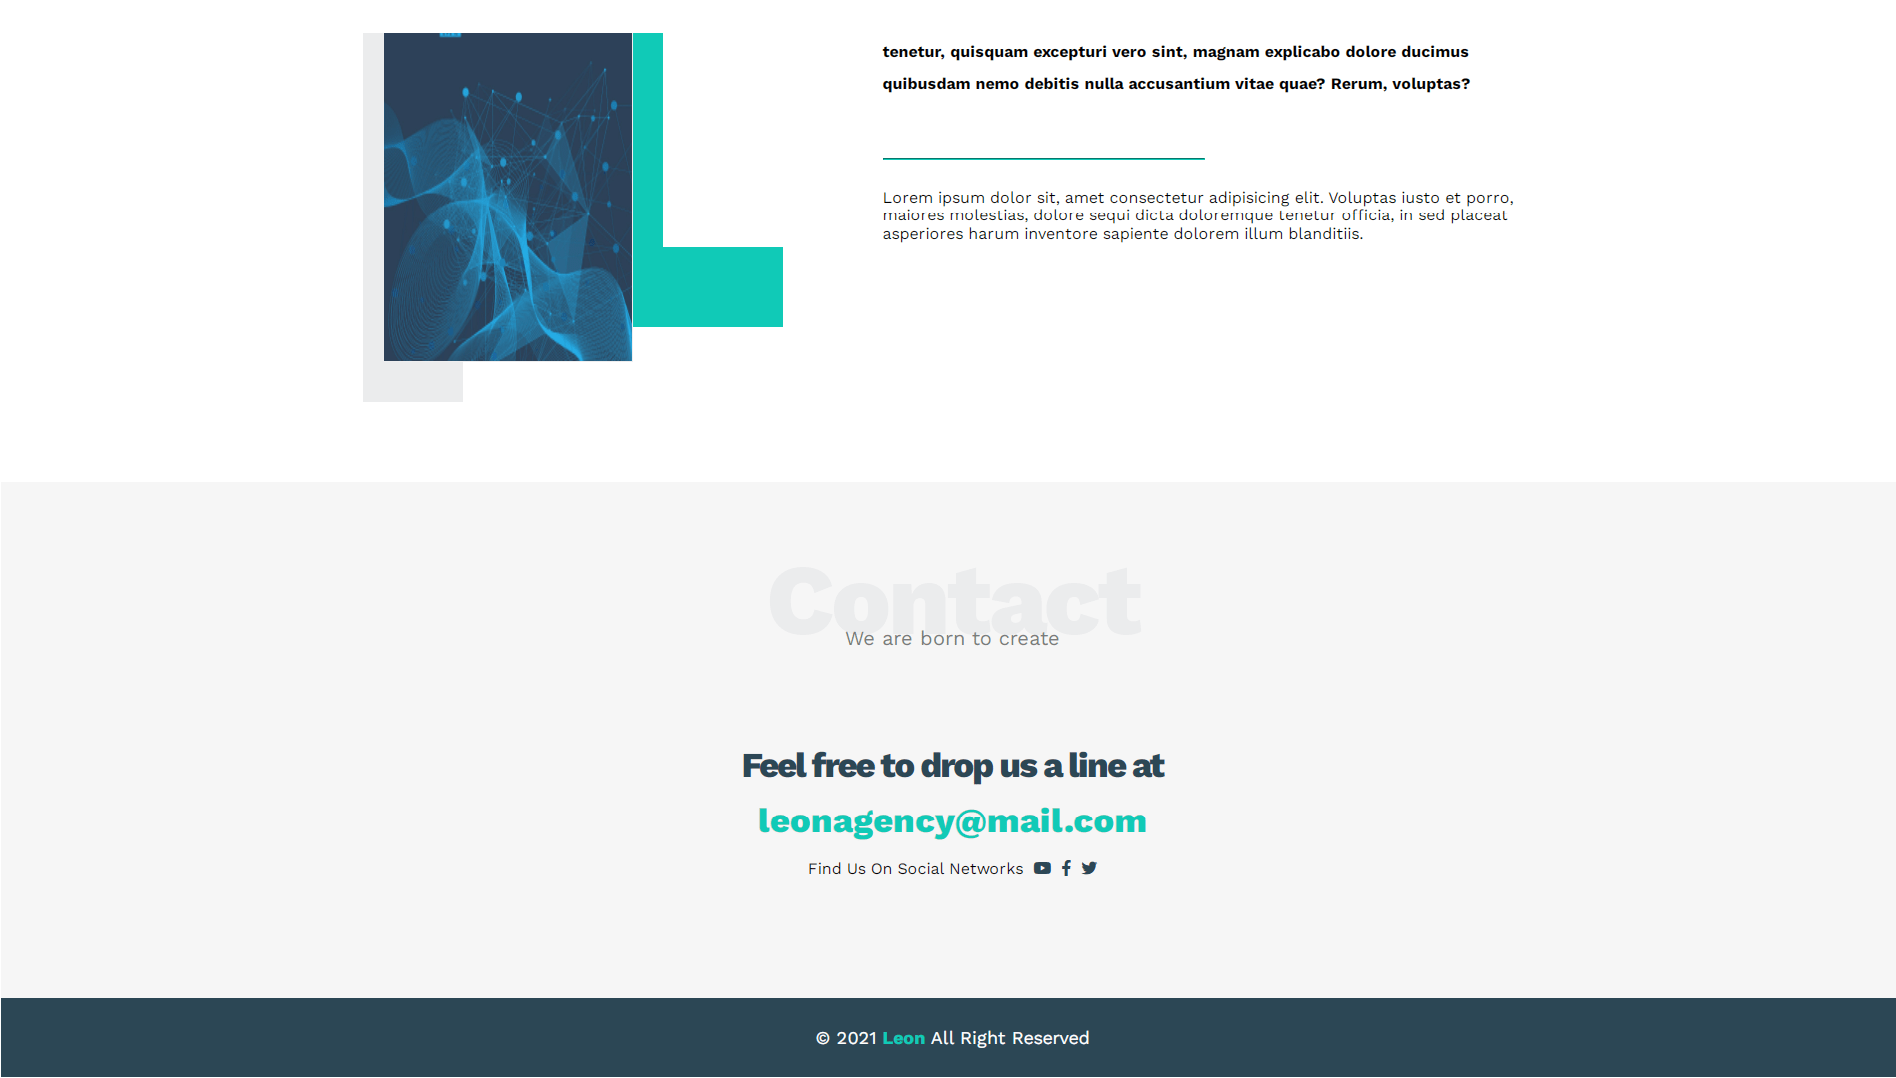 tenetur, quisquam excepturi vero sint, magnam explicabo dolore ducimus
quibusdam nemo debitis nulla accusantium vitae quae? Rerum, voluptas?
Lorem ipsum dolor sit, amet consectetur adipisicing elit. Voluptas iusto et porro,
maiores molestias, dolore sequi dicta doloremque tenetur officia, in sed placeat
asperiores harum inventore sapiente dolorem illum blanditiis.
Contact
We are born to create
Feel free to drop us a line at
leonagency@mail.com
Find Us On Social Networks
© 2021 Leon All Right Reserved